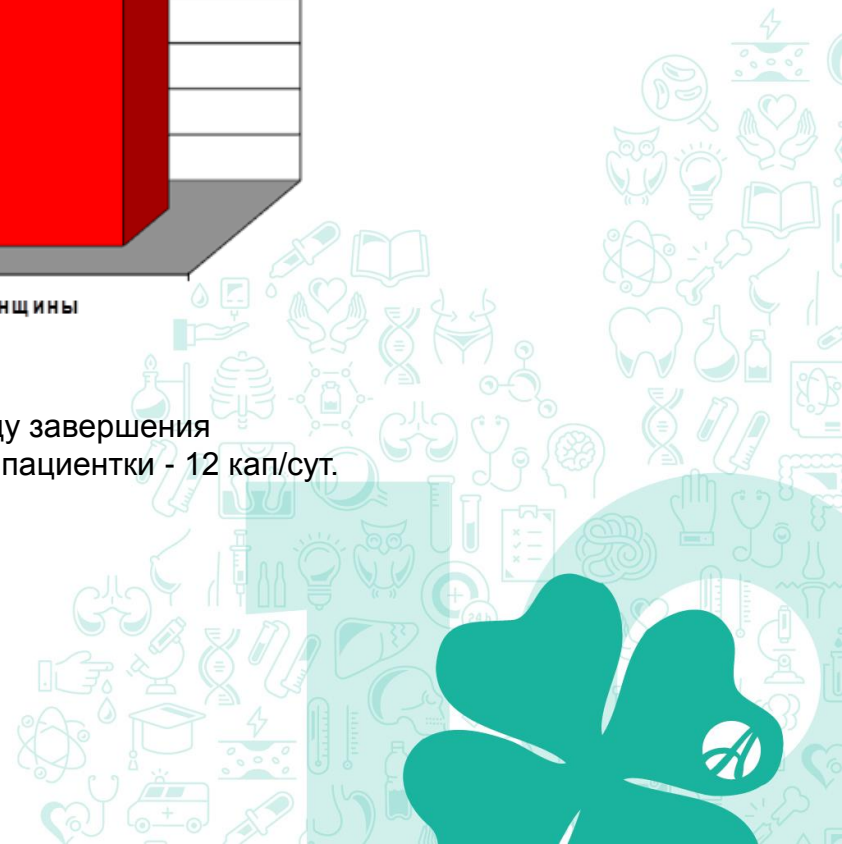 нщины
ду завершения
пациентки - 12 кап/сут.